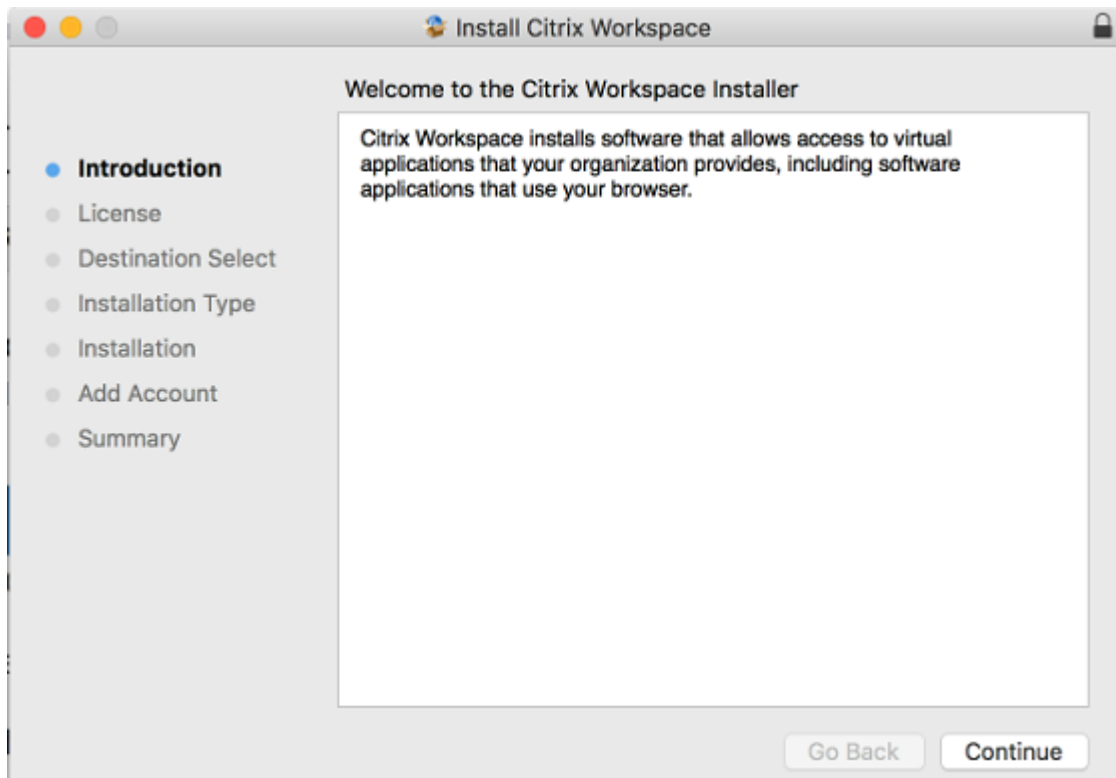 Install Citrix Workspace
Welcome to the Citrix Workspace Installer
Introduction
License
Destination Select
Installation Type
Installation
Add Account
Summary
Citrix Workspace installs software that allows access to virtual
applications that your organization provides, including software
applications that use your browser.
Go Back
Continue